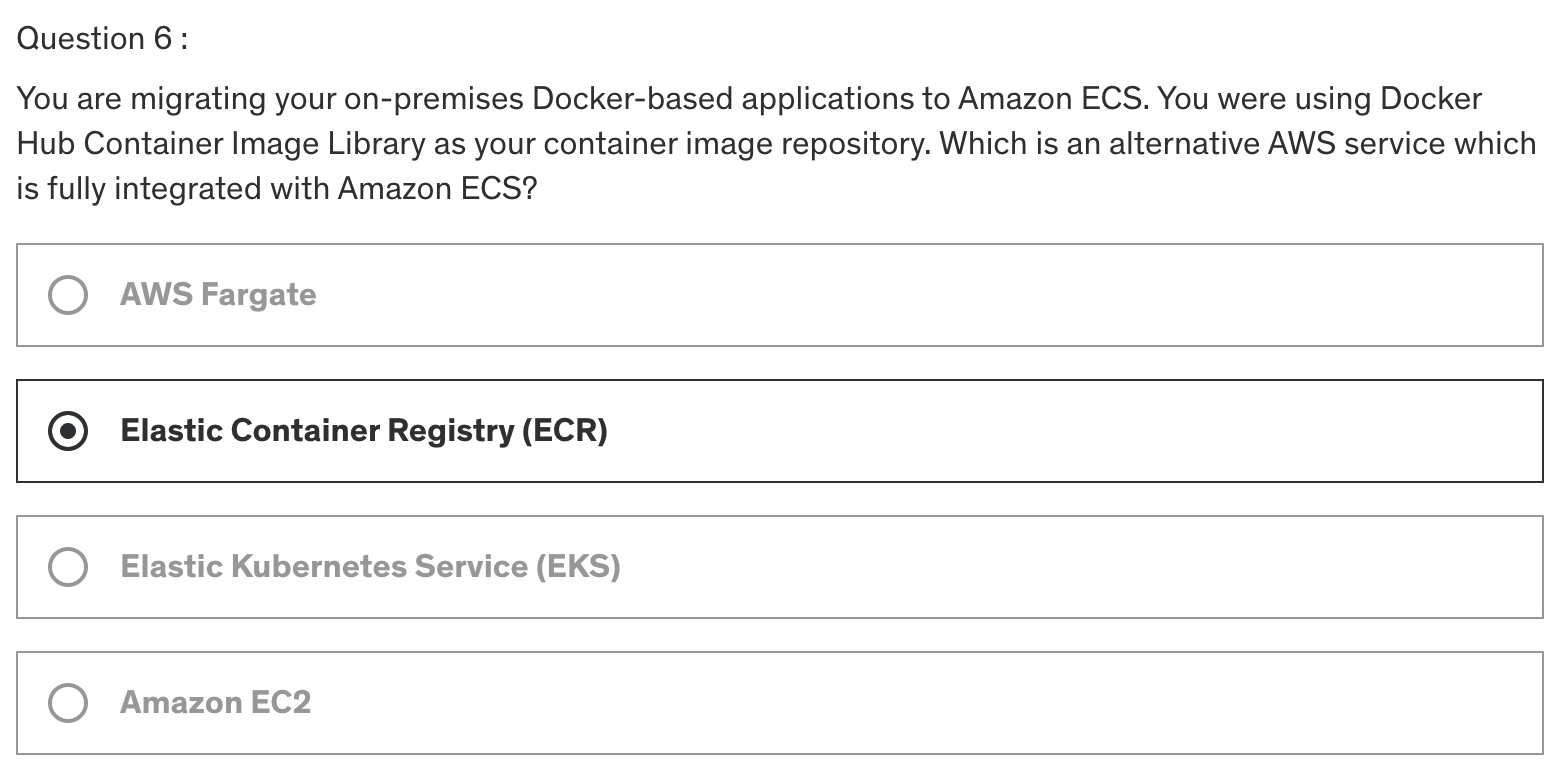 Question 6 :
You are migrating your on-premises Docker-based applications to Amazon ECS. You were using Docker
Hub Container Image Library as your container image repository. Which is an alternative AWS service which
is fully integrated with Amazon ECS?
AWS Fargate
Elastic Container Registry (ECR)
Elastic Kubernetes Service (EKS)
Amazon EC2